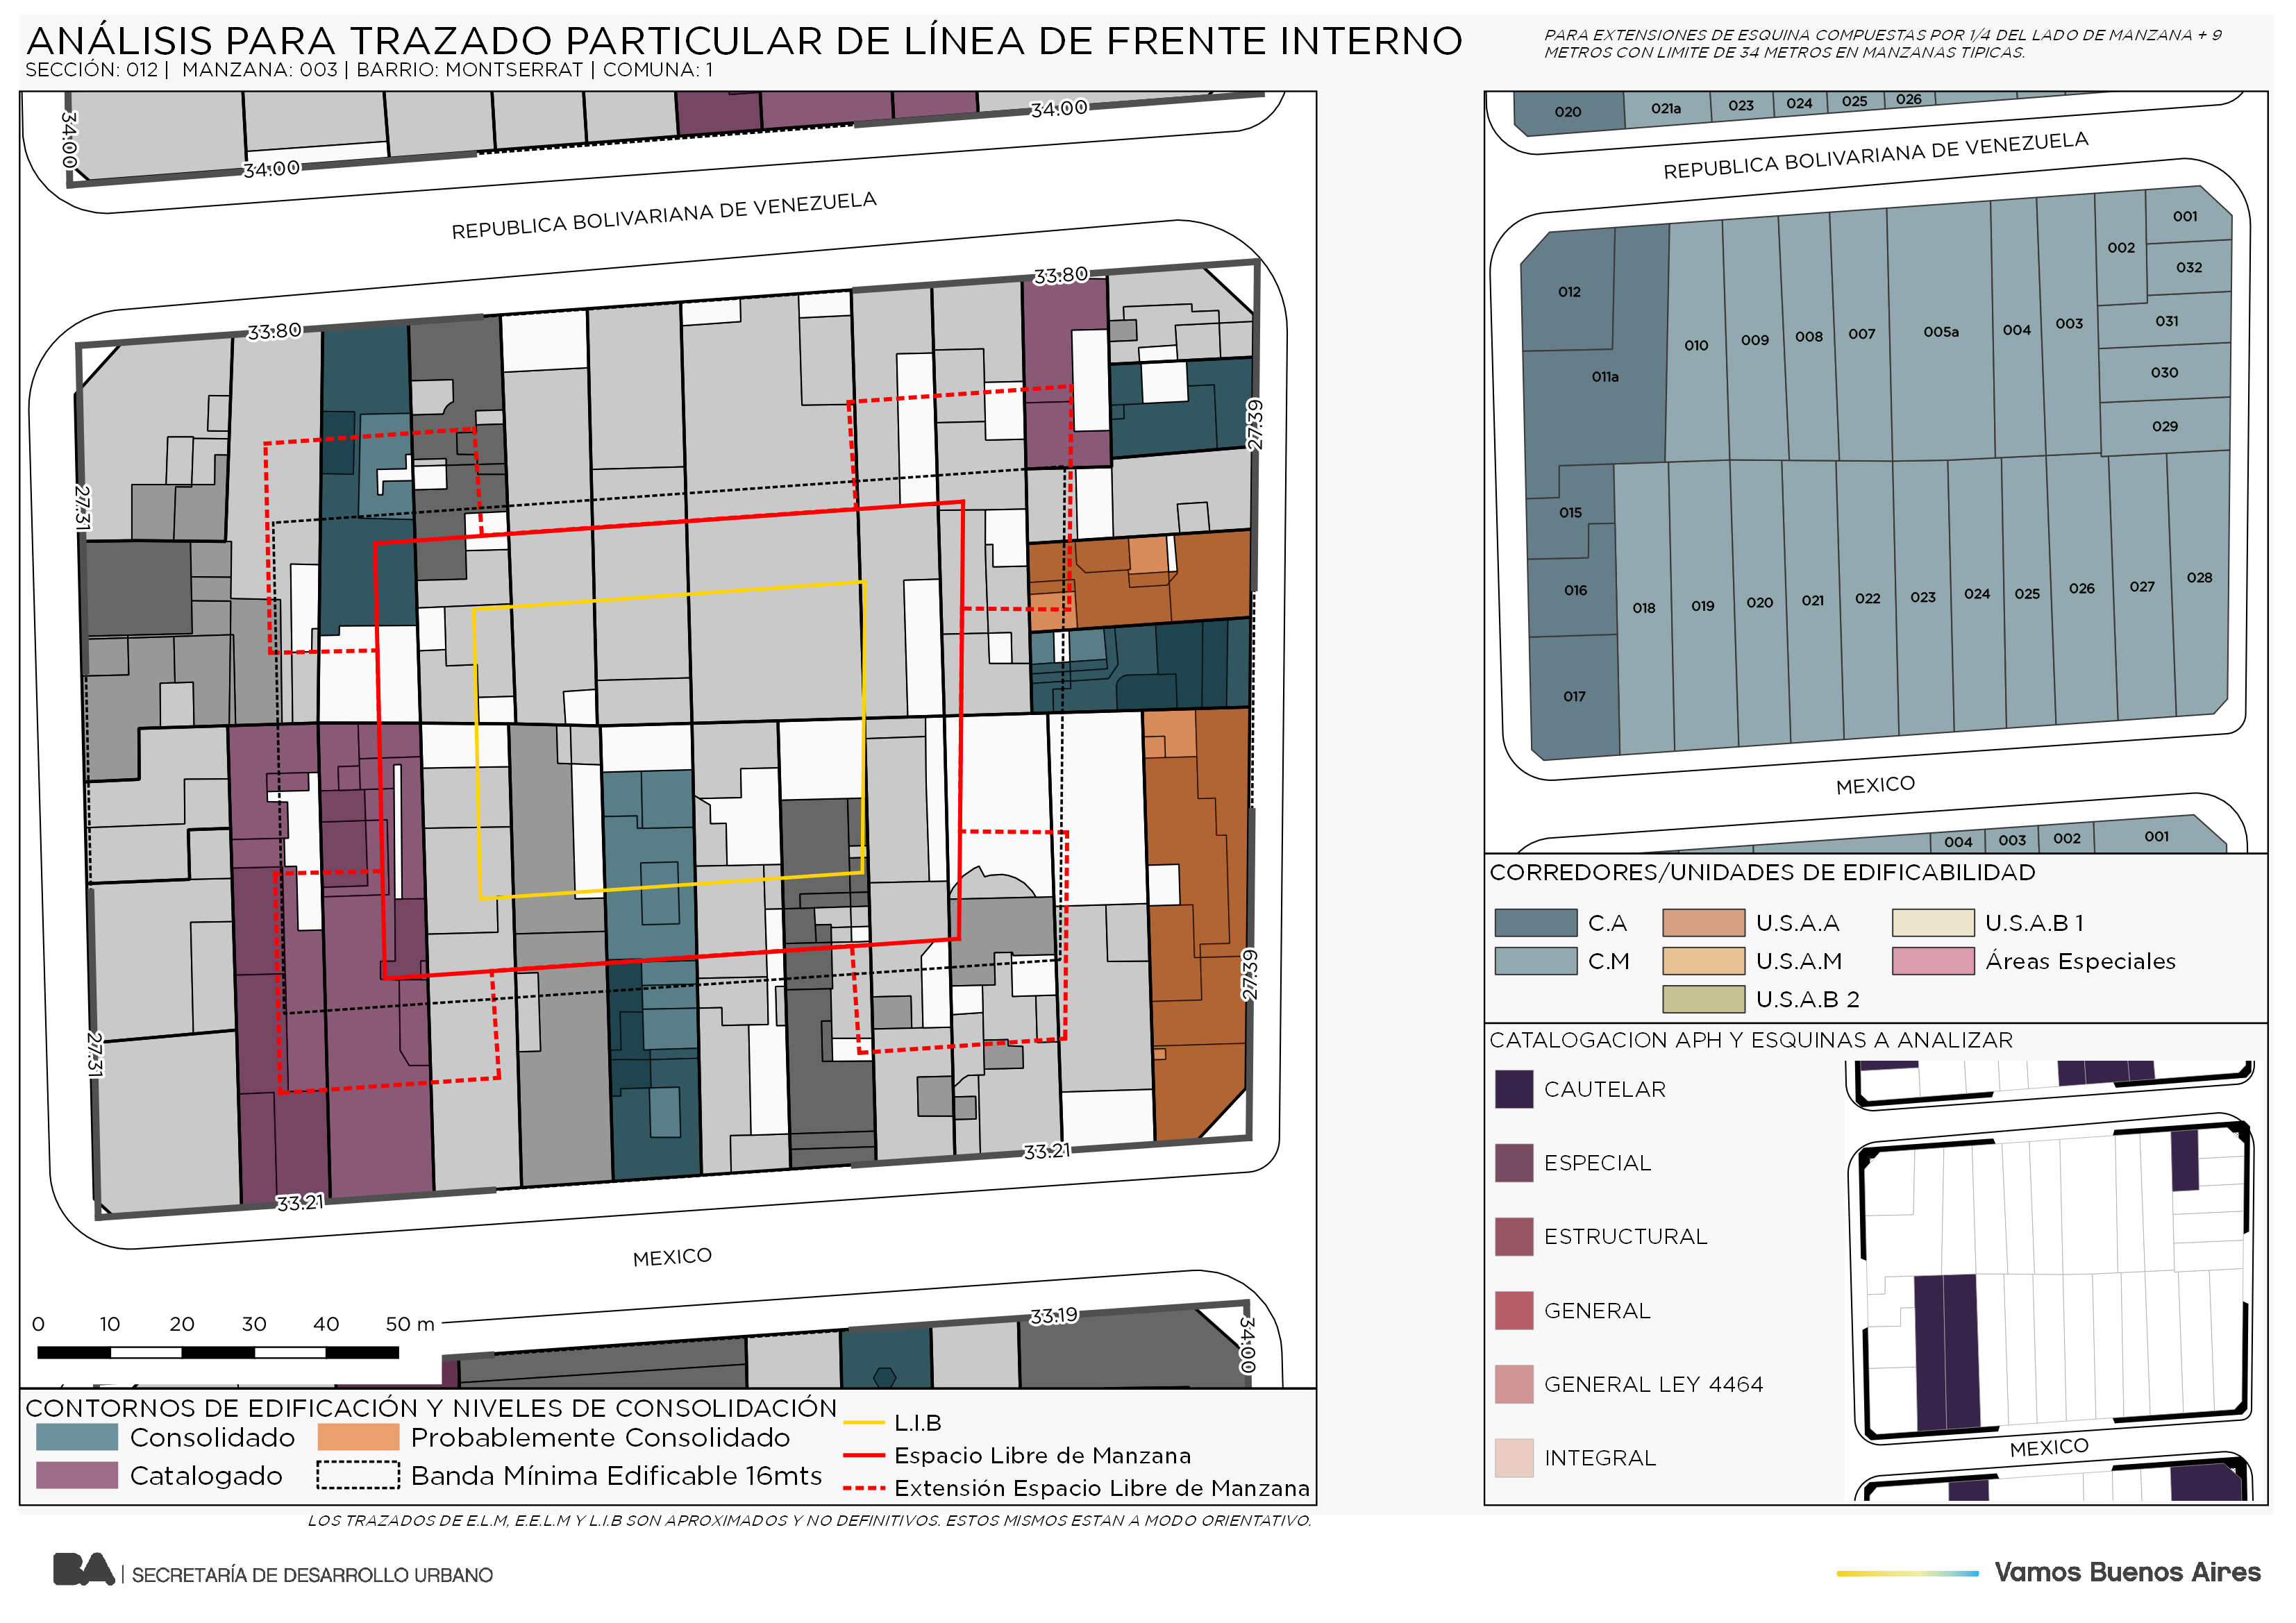 ANÁLISIS PARA TRAZADO PARTICULAR DE LÍNEA DE FRENTE INTERNO
SECCIÓN: 012 | MANZANA: 003 | BARRIO: MONTSERRAT | COMUNA: 1
PARA EXTENSIONES DE ESQUINA COMPUESTAS POR 1/4 DEL LADO DE MANZANA + 9
METROS CON LIMITE DE 34 METROS EN MANZANAS TIPICAS.
34:00
34:00
34:00
REPUBLICA BOLIVARIANA DE VENEZUELA
33.80
33.80
27.31
27.39
27.31
27.39
33.21
33.21
MEXICO
33.19
34:00
0 10 20 30 40 50 m
CONTORNOS DE EDIFICACIÓN Y NIVELES DE CONSOLIDACIÓN
Consolidado
Probablemente Consolidado
Catalogado
Banda Mínima Edificable 16mts
L.I.B
Espacio Libre de Manzana
Extensión Espacio Libre de Manzana
LOS TRAZADOS DE E.L.M, E.E.L.M Y L.I.B SON APROXIMADOS Y NO DEFINITIVOS. ESTOS MISMOS ESTAN A MODO ORIENTATIVO.
020 021a 023 024 025 026
REPUBLICA BOLIVARIANA DE VENEZUELA
001
002
032
012
031
003
004
005a
007
008
009
010
030
011a
029
015
016
028
027
026
025
024
023
022
021
020
019
018
017
MEXICO
004 003 002 001
CORREDORES/UNIDADES DE EDIFICABILIDAD
C.A
U.S.A.A
U.S.A.B 1
C.M
U.S.A.M
Áreas Especiales
U.S.A.B 2
CATALOGACION APH Y ESQUINAS A ANALIZAR
CAUTELAR
ESPECIAL
ESTRUCTURAL
GENERAL
GENERAL LEY 4464
INTEGRAL
MEXICO
BA | SECRETARÍA DE DESARROLLO URBANO
Vamos Buenos Aires